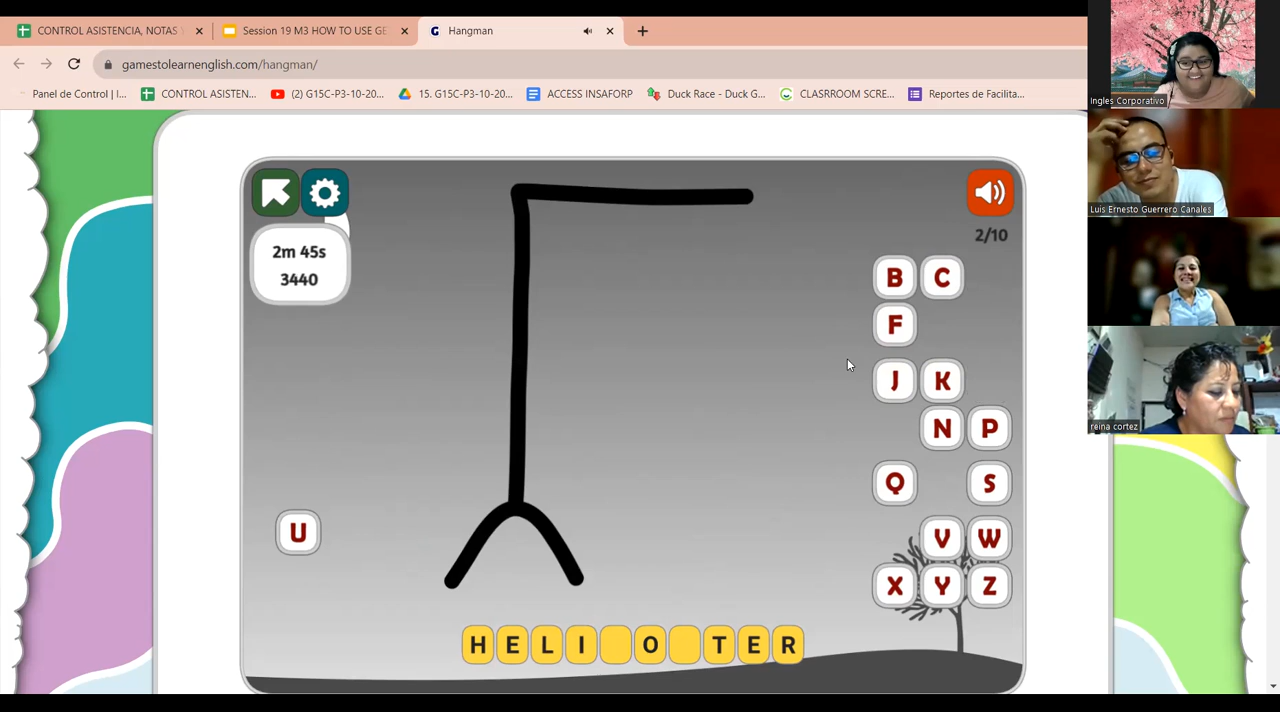 CONTROL ASISTENCIA, NOTAS Y
Session 19 M3 HOW TO USE GE
Hangman
gamestolearnenglish.com/hangman/
Panel de Control | I...
CONTROL ASISTEN...
(2) G15C-P3-10-20...
15. G15C-P3-10-20...
ACCESS INSAFORP
Duck Race - Duck G...
CLASRROOM SCRE...
Reportes de Facilita...
Ingles Corporativo
Luis Ernesto Guerrero Canales
reina cortez
2m 45s
3440
2/10
B C
F
J K
N P
Q S
V W
X Y Z
U
H E L I O T E R